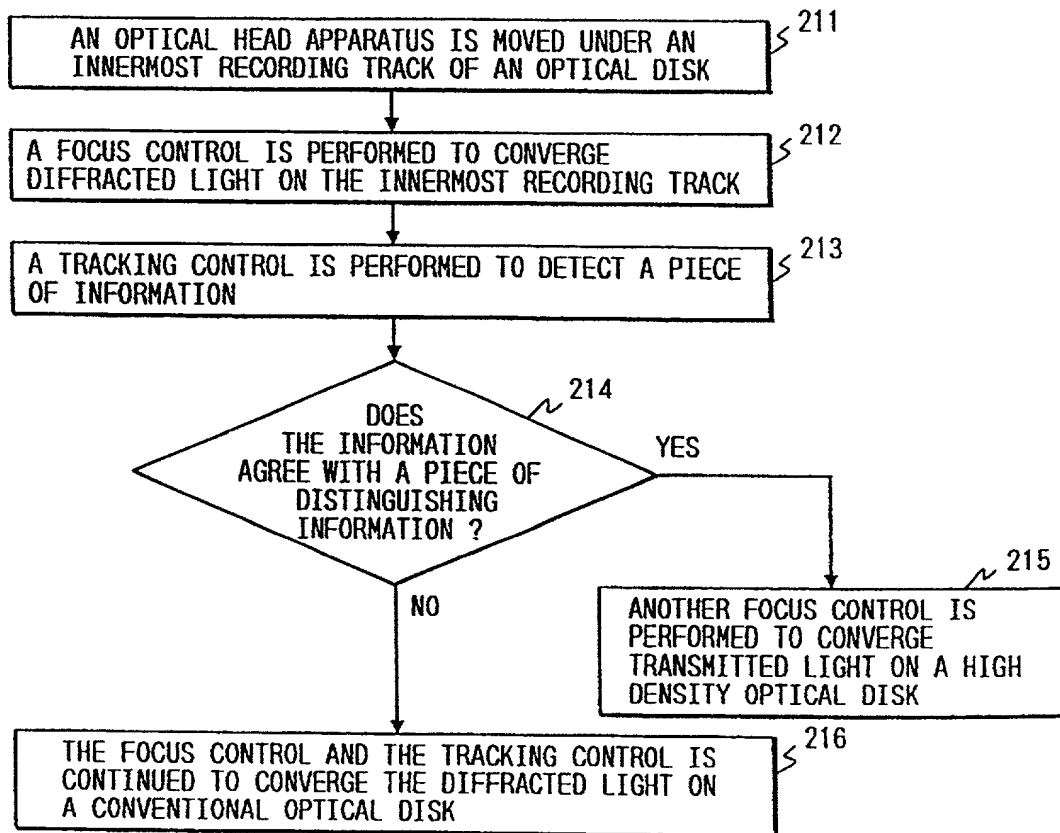 AN OPTICAL HEAD APPARATUS IS MOVED UNDER AN
INNERMOST RECORDING TRACK OF AN OPTICAL DISK
211
A FOCUS CONTROL IS PERFORMED TO CONVERGE
DIFFRACTED LIGHT ON THE INNERMOST RECORDING TRACK
212
A TRACKING CONTROL IS PERFORMED TO DETECT A PIECE
OF INFORMATION
213
DOES
THE INFORMATION
AGREE WITH A PIECE OF
DISTINGUISHING
INFORMATION ?
214
YES
NO
215
ANOTHER FOCUS CONTROL IS
PERFORMED TO CONVERGE
TRANSMITTED LIGHT ON A HIGH
DENSITY OPTICAL DISK
216
THE FOCUS CONTROL AND THE TRACKING CONTROL IS
CONTINUED TO CONVERGE THE DIFFRACTED LIGHT ON
A CONVENTIONAL OPTICAL DISK